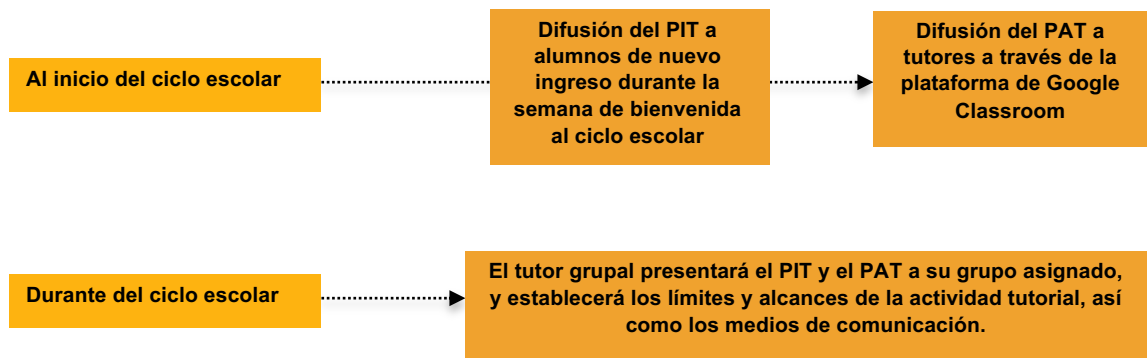 Al inicio del ciclo escolar
Difusión del PIT a
alumnos de nuevo
ingreso durante la
semana de bienvenida
al ciclo escolar
Difusión del PAT a
tutores a través de la
plataforma de Google
Classroom
Durante del ciclo escolar
El tutor grupal presentará el PIT y el PAT a su grupo asignado,
y establecerá los límites y alcances de la actividad tutorial, así
como los medios de comunicación.